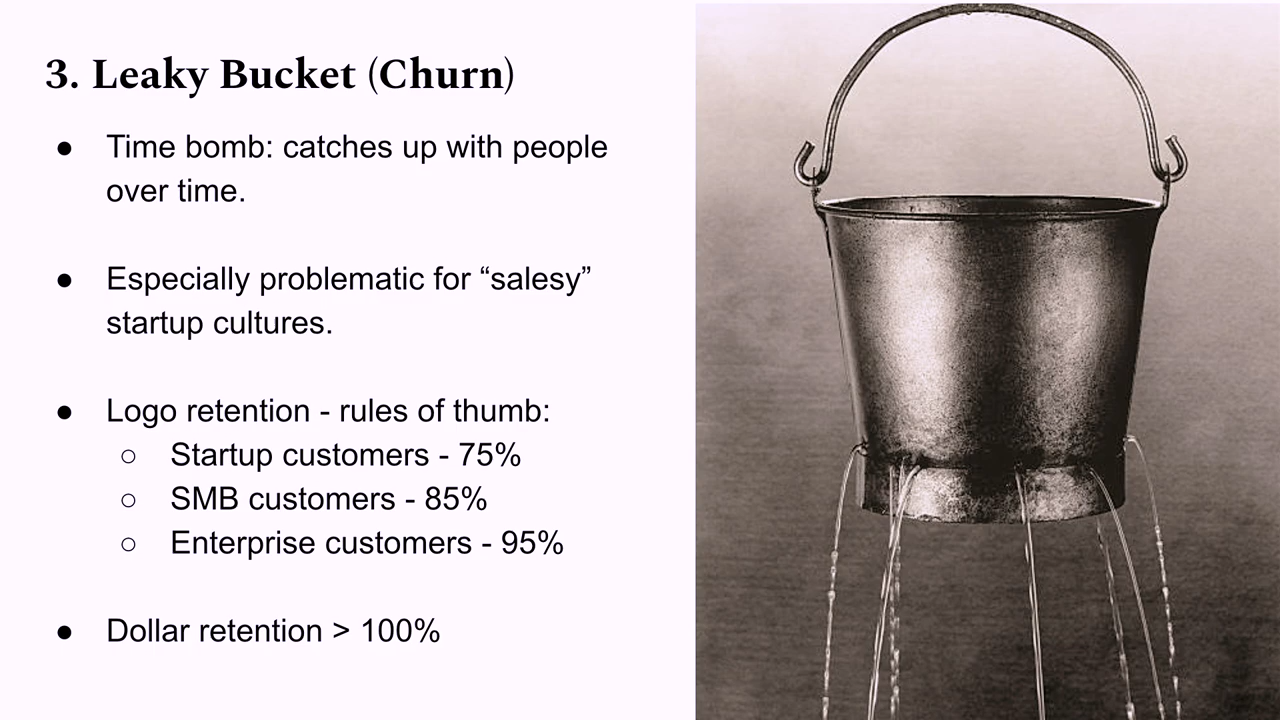 3. Leaky Bucket (Churn)
● Time bomb: catches up with people
over time.
● Especially problematic for “salesy”
startup cultures.
● Logo retention - rules of thumb:
○ Startup customers - 75%
○ SMB customers - 85%
○ Enterprise customers - 95%
● Dollar retention > 100%